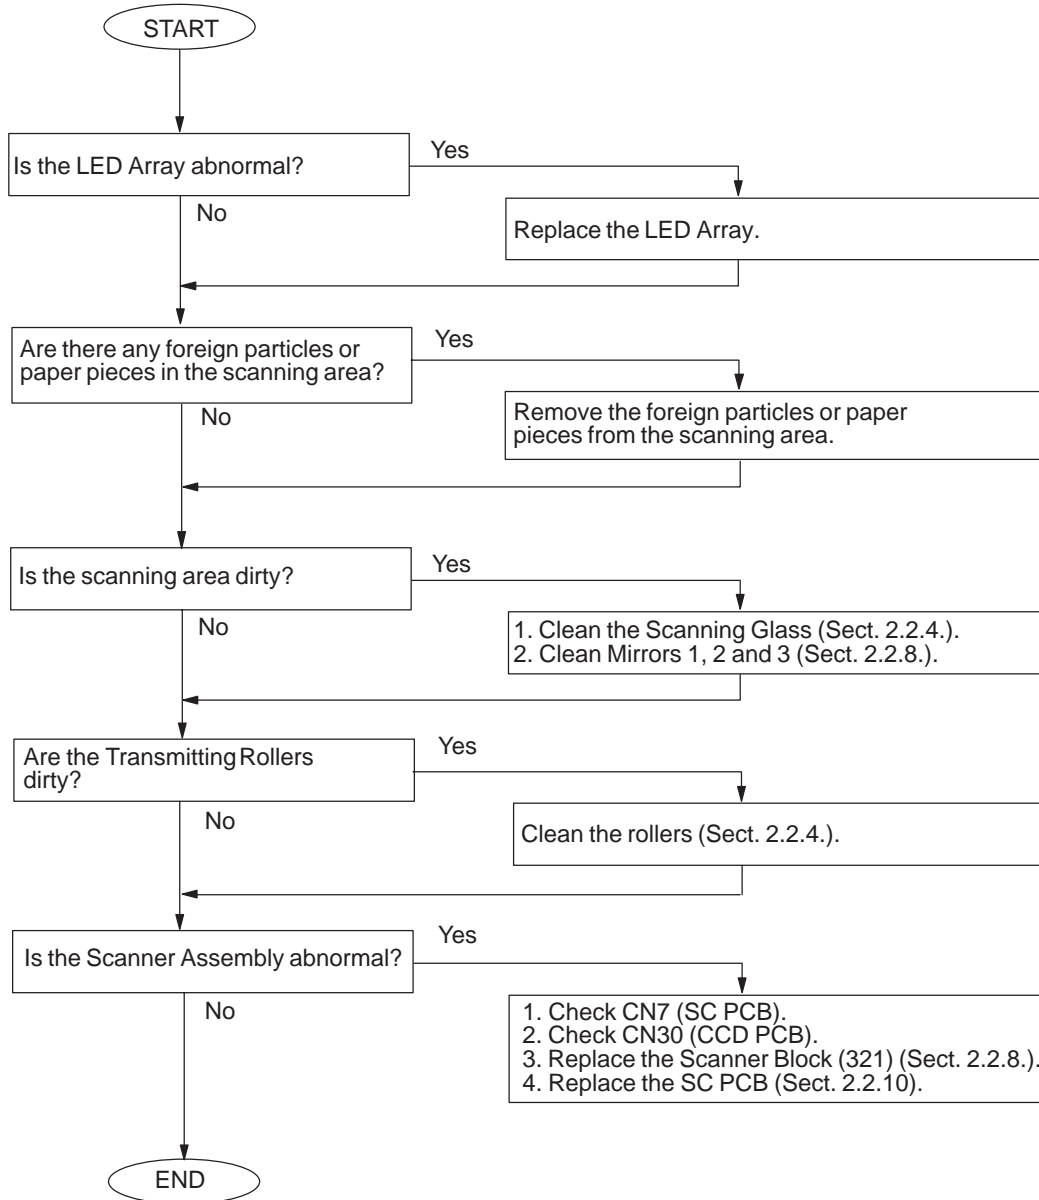 START
Is the LED Array abnormal?
Yes
No
Replace the LED Array.
Are there any foreign particles or
paper pieces in the scanning area?
Yes
No
Remove the foreign particles or paper
pieces from the scanning area.
Is the scanning area dirty?
Yes
No
1. Clean the Scanning Glass (Sect. 2.2.4.).
2. Clean Mirrors 1, 2 and 3 (Sect. 2.2.8.).
Are the Transmitting Rollers
dirty?
Yes
No
Clean the rollers (Sect. 2.2.4.).
Is the Scanner Assembly abnormal?
Yes
No
1. Check CN7 (SC PCB).
2. Check CN30 (CCD PCB).
3. Replace the Scanner Block (321) (Sect. 2.2.8.).
4. Replace the SC PCB (Sect. 2.2.10).
END